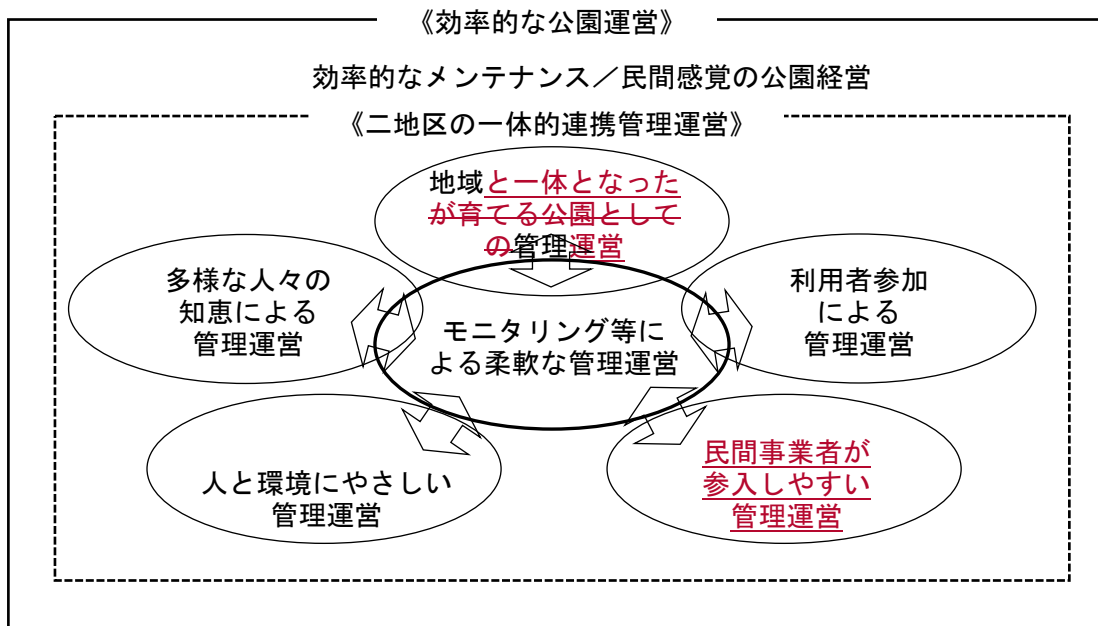 《効率的な公園運営》
効率的なメンテナンス／民間感覚の公園経営
《二地区の一体的連携管理運営》
地域と一体となった
が育てる公園として
の管理運営
多様な人々の
知恵による
管理運営
利用者参加
による
管理運営
モニタリング等に
よる柔軟な管理運営
人と環境にやさしい
管理運営
民間事業者が
参入しやすい
管理運営